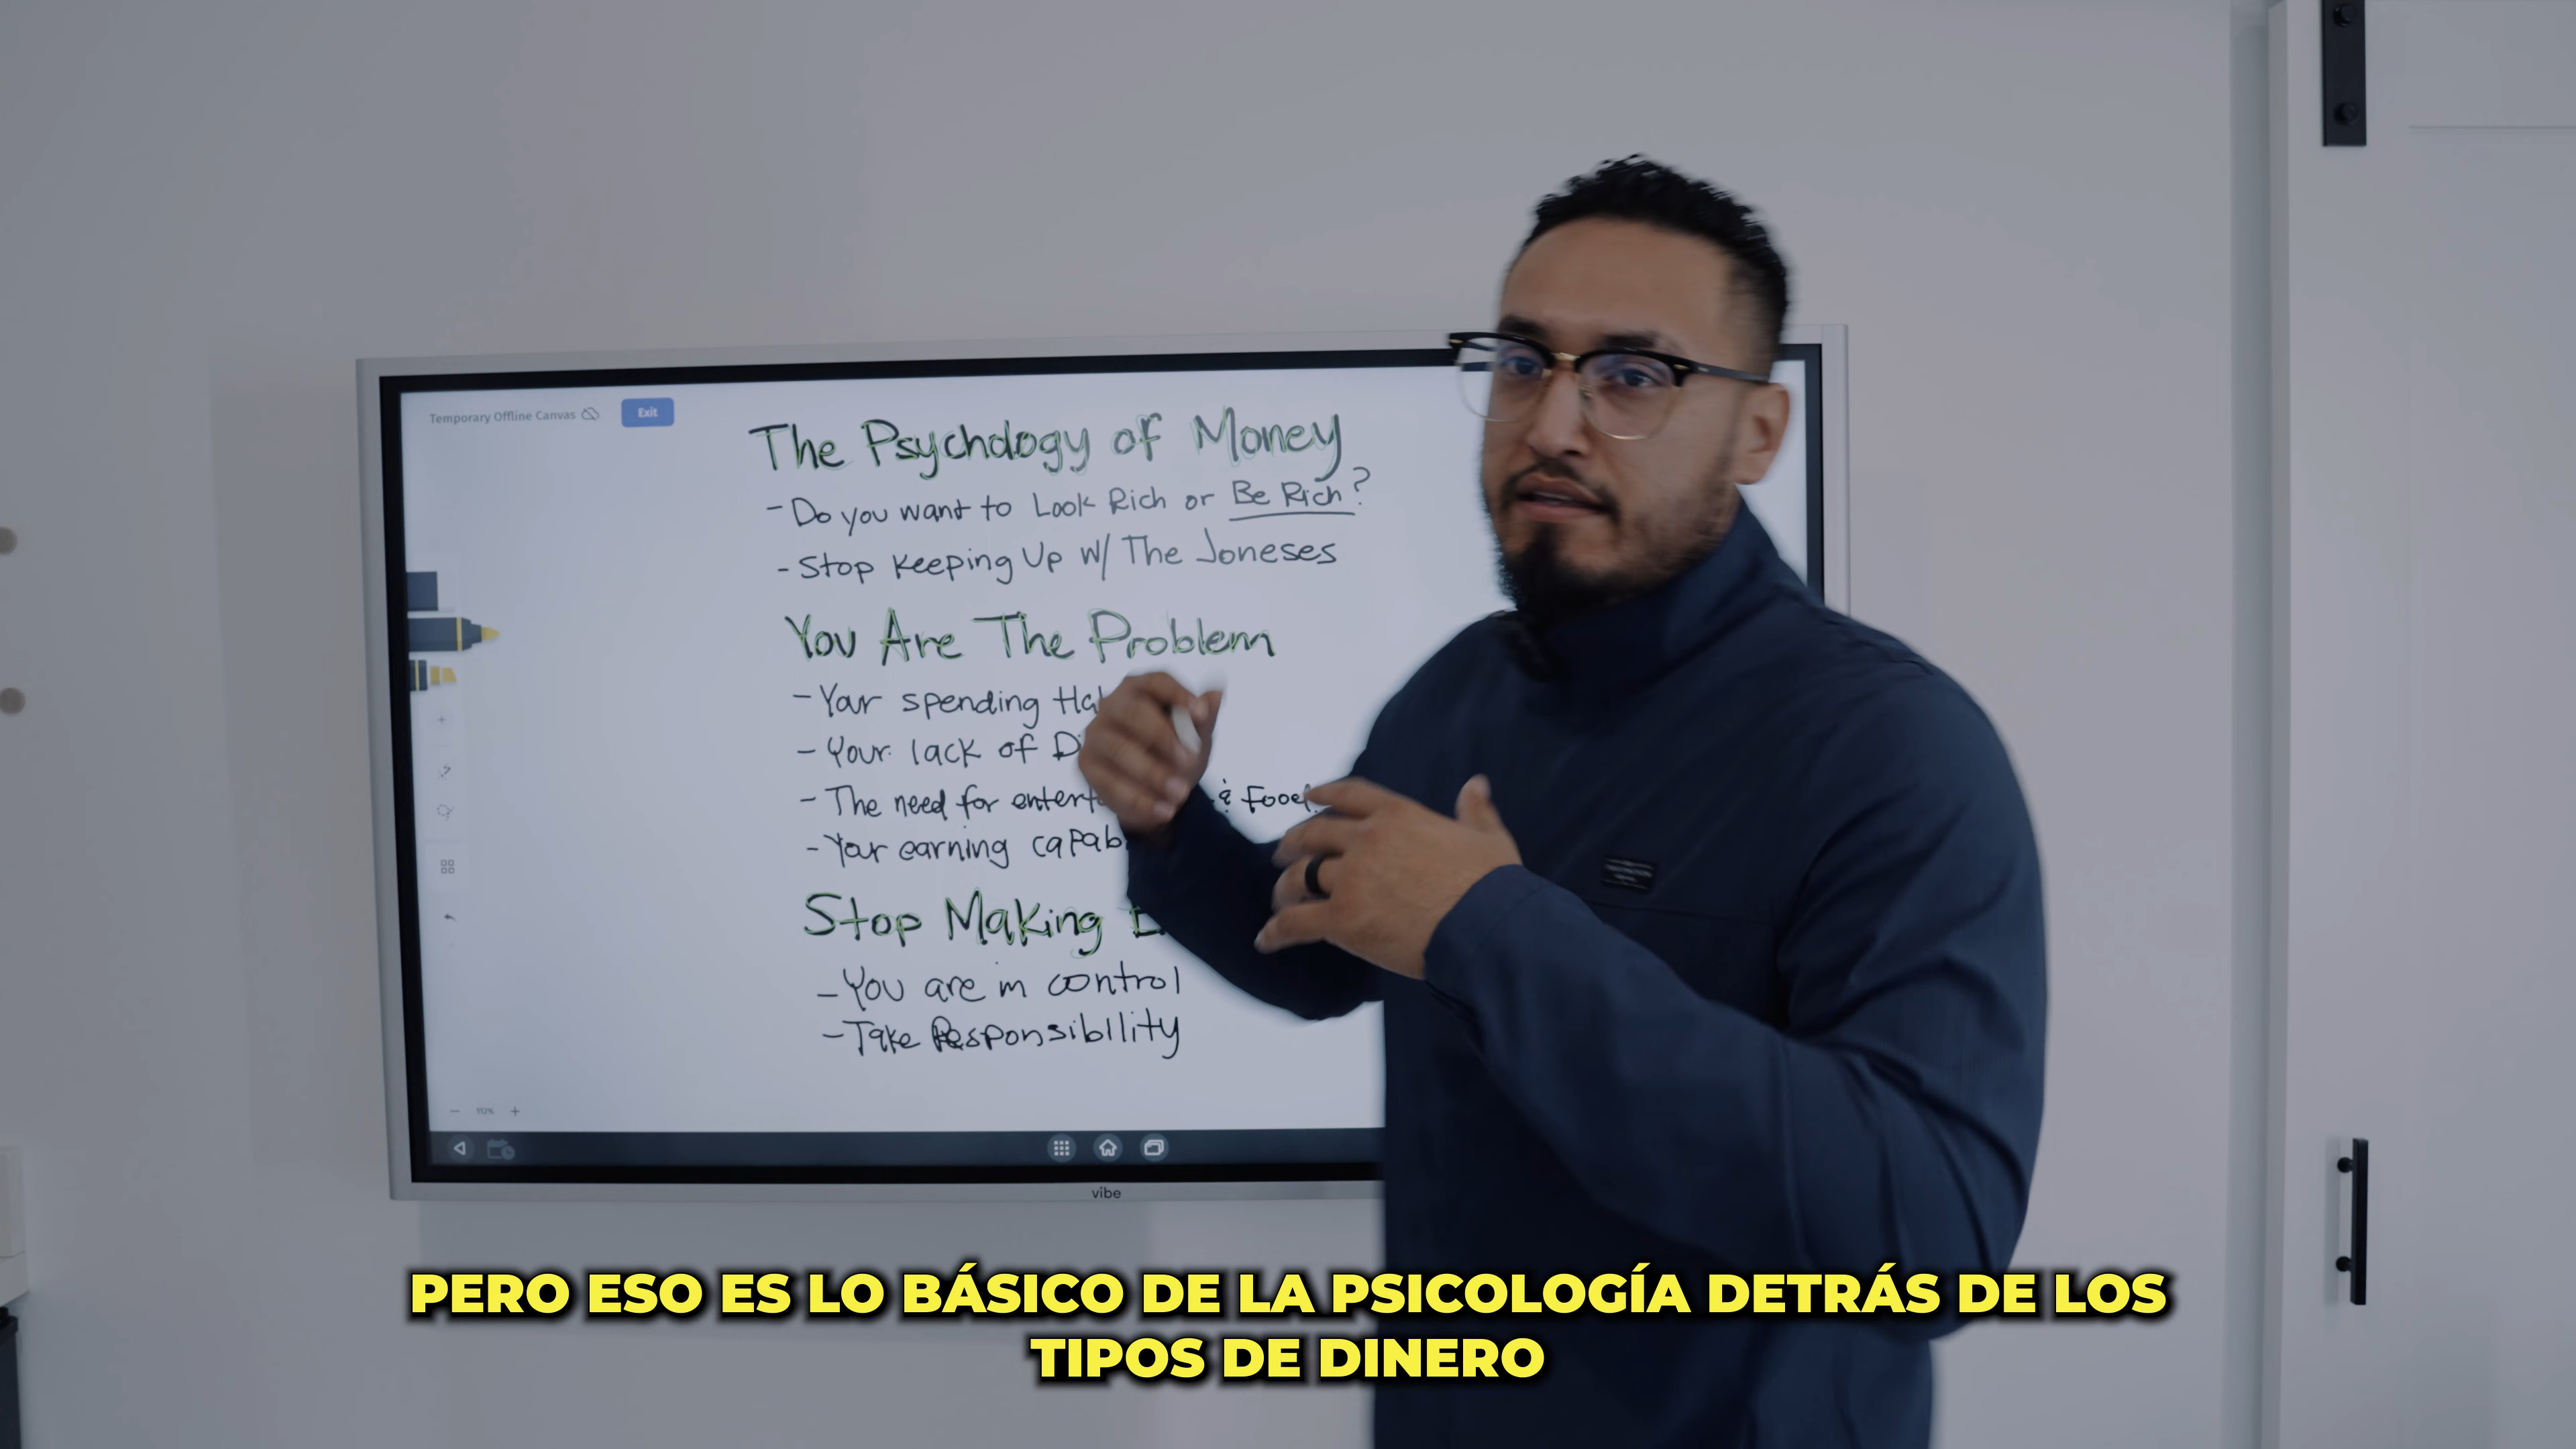 Temporary Offline Canvas
Exit
The Psychology of Money
- Do you want to Look Rich or Be Rich?
- Stop Keeping Up w/ The Joneses
You Are The Problem
- Your spending
- Your lack of
- The need for & Food
- Your earning
Stop Making
- You are in control
- Take Responsibility
112%
vibe
PERO ESO ES LO BÁSICO DE LA PSICOLOGÍA DETRÁS DE LOS
TIPOS DE DINERO